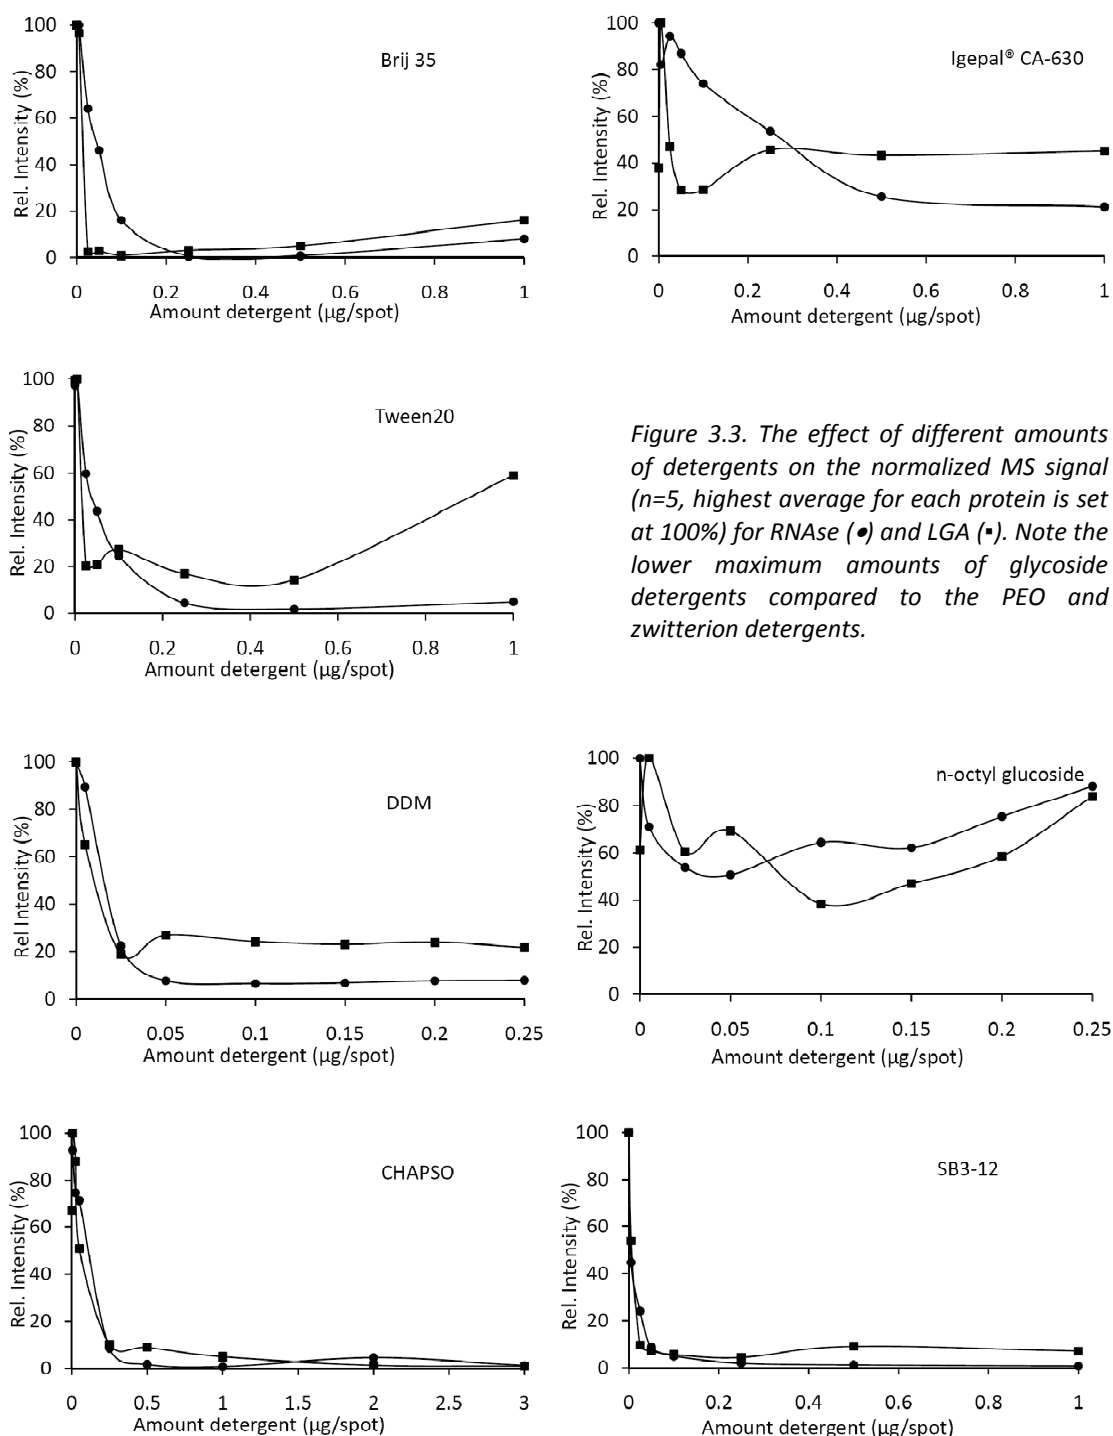 100
80
60
40
20
0
Rel. Intensity (%)
Brij 35
0 0.2 0.4 0.6 0.8 1
Amount detergent (µg/spot)
100
80
60
40
20
0
Rel. Intensity (%)
Igepal® CA-630
0 0.2 0.4 0.6 0.8 1
Amount detergent (µg/spot)
100
80
60
40
20
0
Rel. Intensity (%)
Tween20
0 0.2 0.4 0.6 0.8 1
Amount detergent (µg/spot)
Figure 3.3. The effect of different amounts
of detergents on the normalized MS signal
(n=5, highest average for each protein is set
at 100%) for RNAse (●) and LGA (▪). Note the
lower maximum amounts of glycoside
detergents compared to the PEO and
zwitterion detergents.
100
80
60
40
20
0
Rel Intensity (%)
DDM
0 0.05 0.1 0.15 0.2 0.25
Amount detergent (µg/spot)
100
80
60
40
20
0
Rel. Intensity (%)
n-octyl glucoside
0 0.05 0.1 0.15 0.2 0.25
Amount detergent (µg/spot)
100
80
60
40
20
0
Rel. Intensity (%)
CHAPSO
0 0.5 1 1.5 2 2.5 3
Amount detergent (µg/spot)
100
80
60
40
20
0
Rel. Intensity (%)
SB3-12
0 0.2 0.4 0.6 0.8 1
Amount detergent (µg/spot)